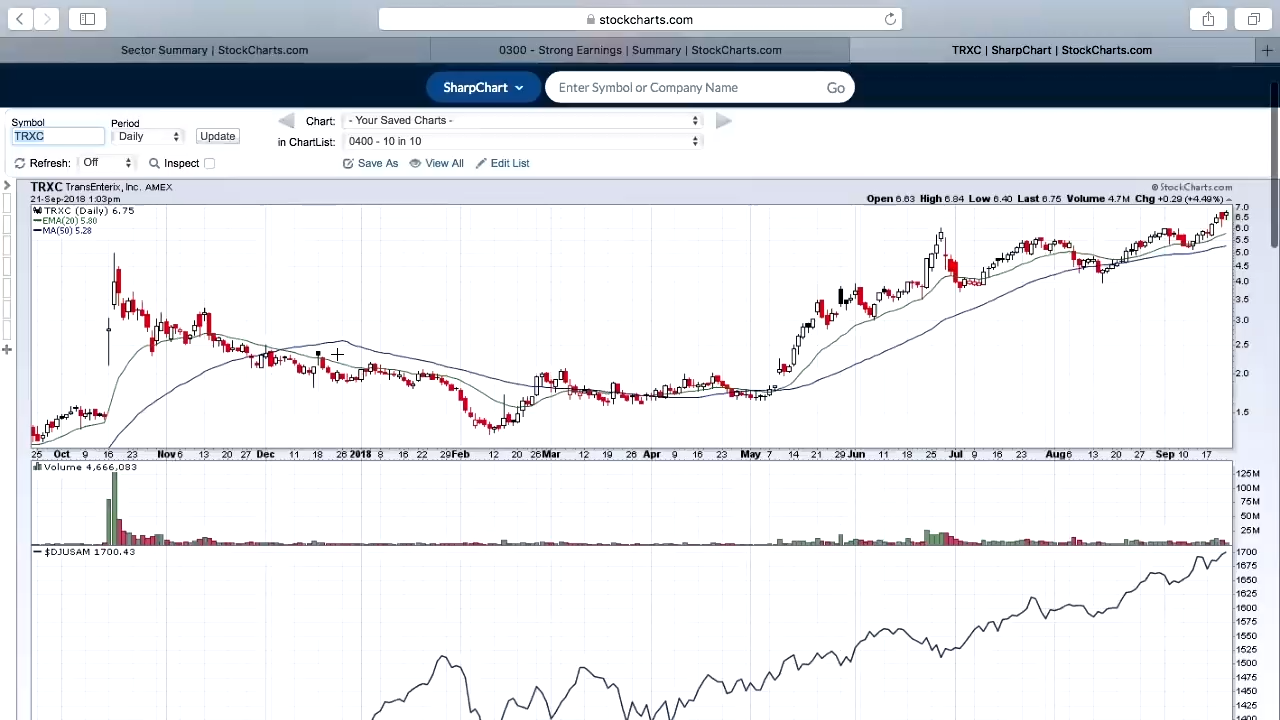 stockcharts.com
Sector Summary | StockCharts.com
0300 - Strong Earnings | Summary | StockCharts.com
TRXC | SharpChart | StockCharts.com
SharpChart
Enter Symbol or Company Name
Go
Symbol
Period
Chart:
- Your Saved Charts -
TRXC
Daily
Update
in ChartList:
0400 - 10 in 10
Refresh:
Off
Inspect
Save As
View All
Edit List
TRXC TransEnterix, Inc. AMEX
© StockCharts.com
21-Sep-2018 1:03pm
Open 6.63 High 6.84 Low 6.40 Last 6.75 Volume 4.7M Chg +0.29 (+4.49%)
TRXC (Daily) 6.75
EMA(20) 5.80
MA(50) 5.28
7.0
6.5
6.0
5.5
5.0
4.5
4.0
3.5
3.0
2.5
2.0
1.5
25 Oct 9 16 23 Nov 6 13 20 27 Dec 11 18 26 2018 8 16 22 29 Feb 12 20 26 Mar 12 19 26 Apr 9 16 23 May 7 14 21 29 Jun 11 18 25 Jul 9 16 23 Aug 6 13 20 27 Sep 10 17
Volume 4,666,083
125M
100M
75M
50M
25M
$DJUSAM 1700.43
1700
1675
1650
1625
1600
1575
1550
1525
1500
1475
1450
1425
1400